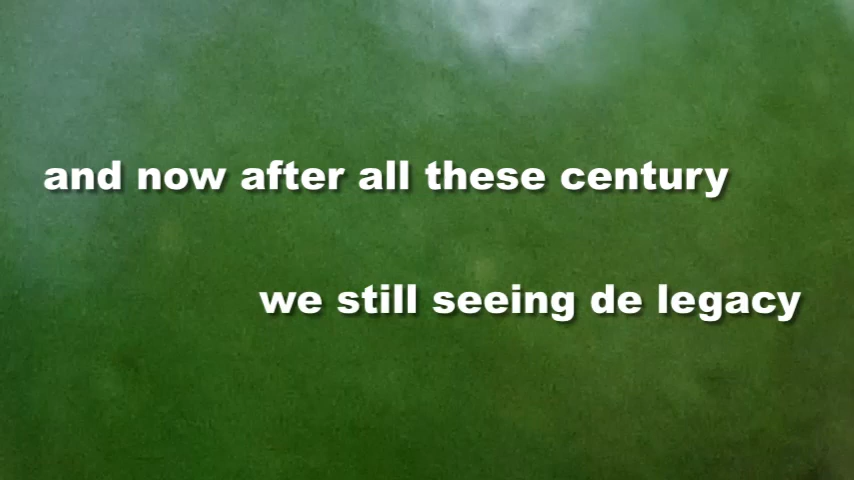 and now after all these century
we still seeing de legacy